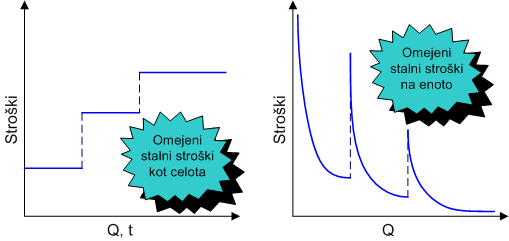 Stroški
Omejeni
stalni stroški
kot celota
Q, t
Stroški
Omejeni
stalni stroški
na enoto
Q